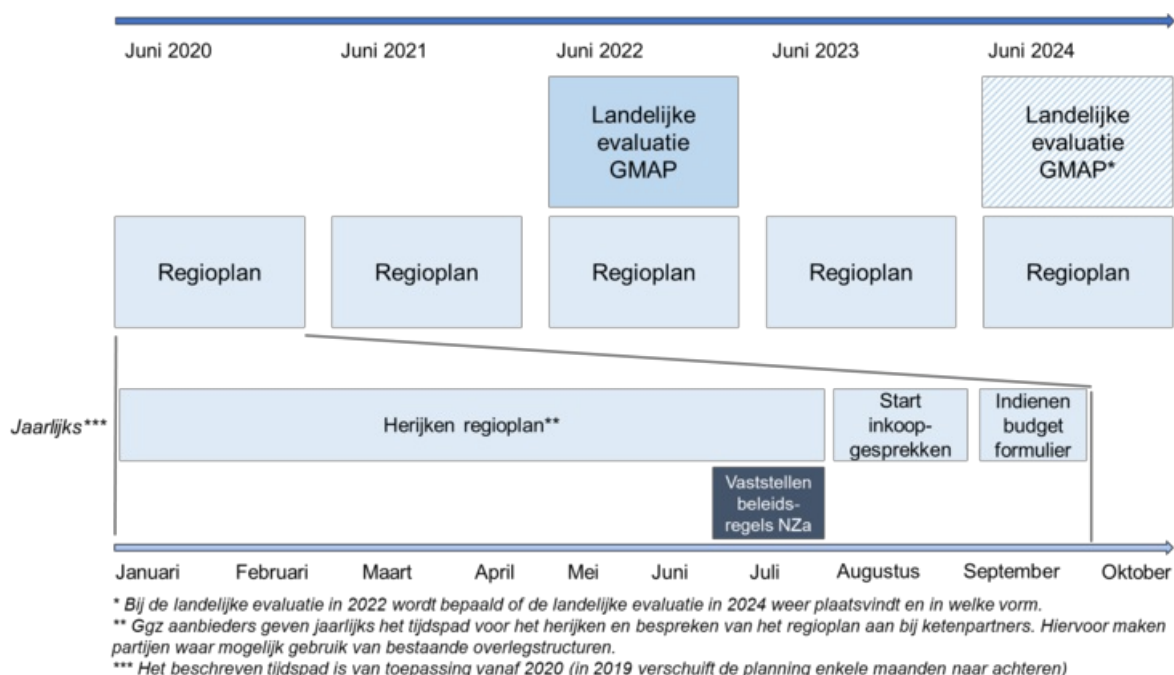 Juni 2020 Juni 2021 Juni 2022 Juni 2023 Juni 2024
Landelijke
evaluatie
GMAP
Landelijke
evaluatie
GMAP*
Regioplan Regioplan Regioplan Regioplan Regioplan
Jaarlijks***
Herijken regioplan**
Start
inkoop-
gesprekken
Indienen
budget
formulier
Vaststellen
beleids-
regels NZa
Januari Februari Maart April Mei Juni Juli Augustus September Oktober
* Bij de landelijke evaluatie in 2022 wordt bepaald of de landelijke evaluatie in 2024 weer plaatsvindt en in welke vorm.
** Ggz aanbieders geven jaarlijks het tijdspad voor het herijken en bespreken van het regioplan aan bij ketenpartners. Hiervoor maken
partijen waar mogelijk gebruik van bestaande overlegstructuren.
*** Het beschreven tijdspad is van toepassing vanaf 2020 (in 2019 verschuift de planning enkele maanden naar achteren)